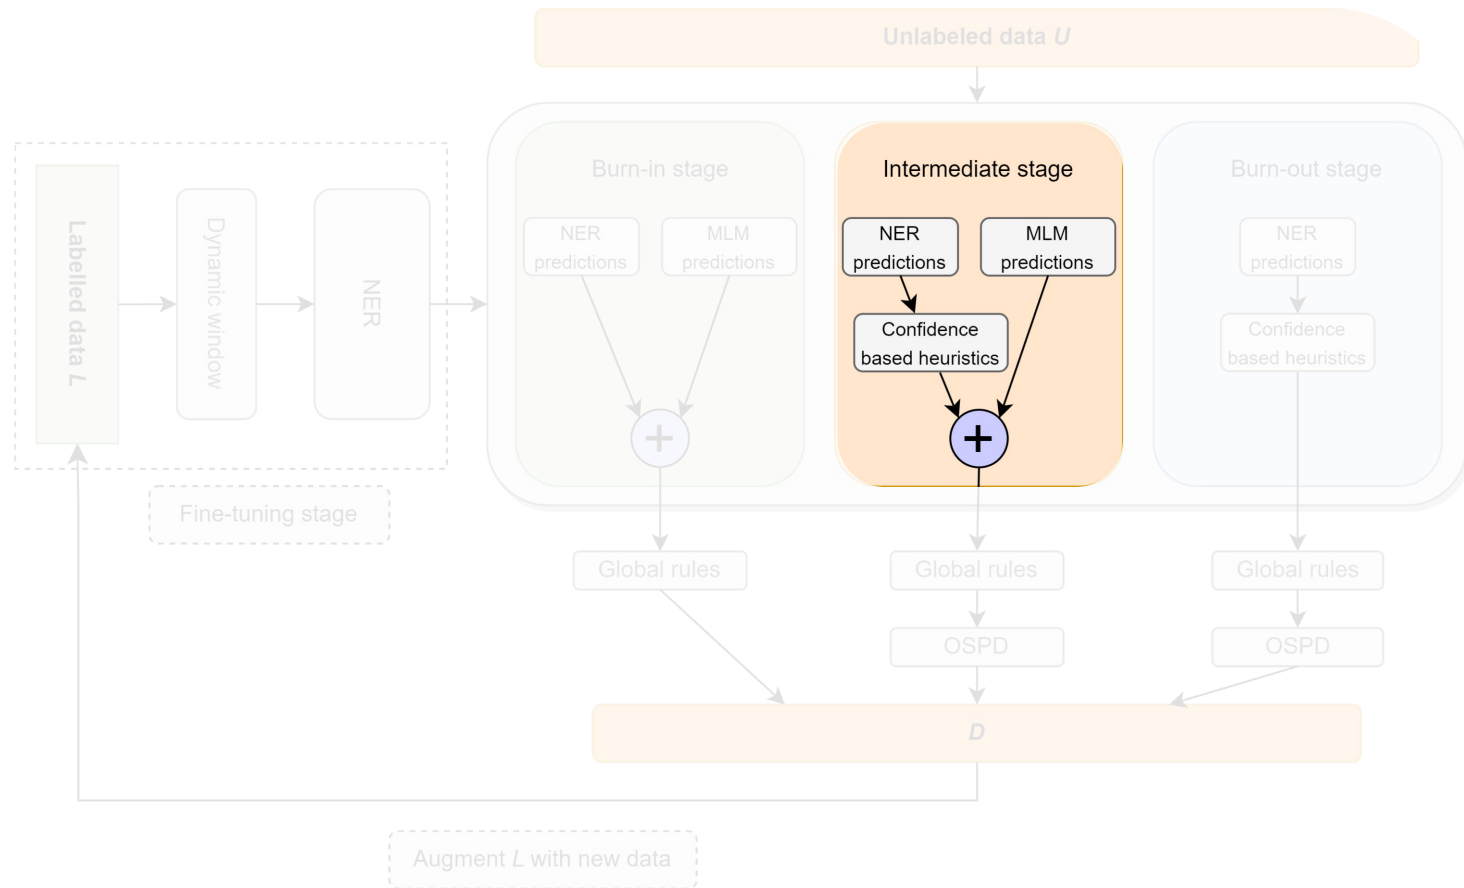 Unlabeled data U
Burn-in stage
Intermediate stage
Burn-out stage
NER
predictions
MLM
predictions
NER
predictions
MLM
predictions
NER
predictions
Confidence
based heuristics
Confidence
based heuristics
Labelled data L
Dynamic window
NER
Fine-tuning stage
Global rules
Global rules
Global rules
OSPD
OSPD
D
Augment L with new data